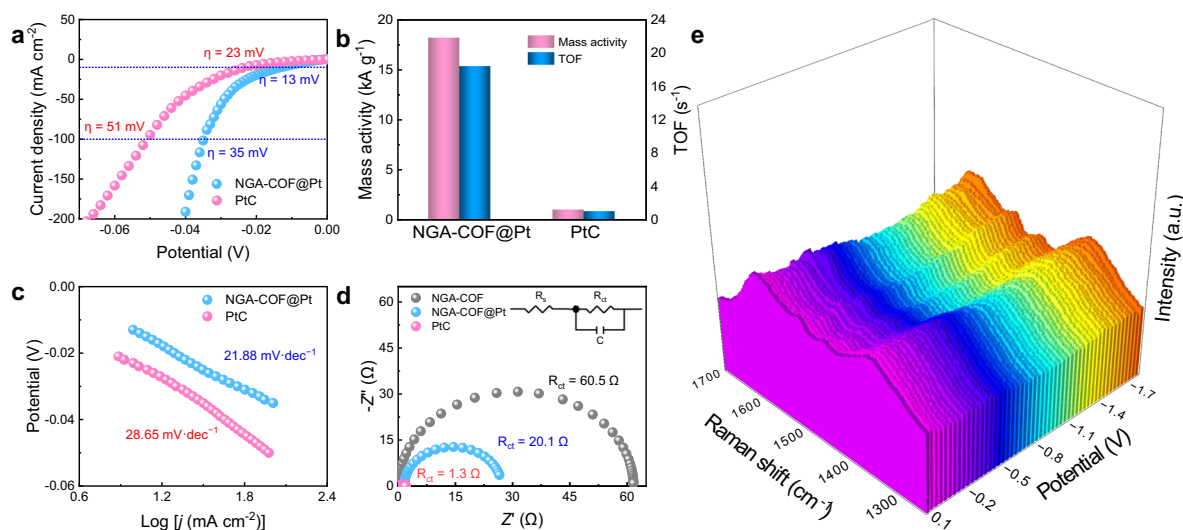 a
50
0
-50
-100
-150
-200
Current density (mA cm⁻²)
η = 23 mV
η = 13 mV
η = 51 mV
η = 35 mV
NGA-COF@Pt
PtC
-0.06
-0.04
-0.02
0.00
Potential (V)
b
20
15
10
5
0
Mass activity (kA g⁻¹)
Mass activity
TOF
24
20
16
12
8
4
0
TOF (s⁻¹)
NGA-COF@Pt
PtC
c
0.00
-0.02
-0.04
-0.06
Potential (V)
NGA-COF@Pt
PtC
21.88 mV·dec⁻¹
28.65 mV·dec⁻¹
0.6
1.2
1.8
2.4
Log [j (mA cm⁻²)]
d
60
45
30
15
0
-Z'' (Ω)
NGA-COF
NGA-COF@Pt
PtC
Rs
Rct
C
Rct = 60.5 Ω
Rct = 20.1 Ω
Rct = 1.3 Ω
0
15
30
45
60
Z' (Ω)
e
Intensity (a.u.)
1700
1600
1500
1400
1300
Raman shift (cm⁻¹)
0.1
−0.2
−0.5
−0.8
−1.1
−1.4
−1.7
Potential (V)